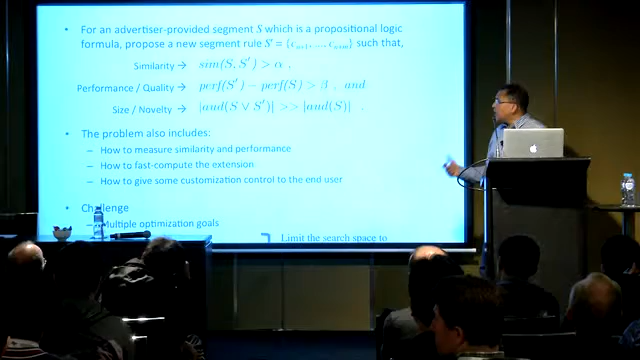 • For an advertiser-provided segment S which is a propositional logic
formula, propose a new segment rule S' = such that,
Similarity → sim(S, S') > α ,
Performance / Quality → perf(S') − perf(S) > β , and
Size / Novelty → |aud(S ∨ S')| >> |aud(S)| .
• The problem also includes:
– How to measure similarity and performance
– How to fast-compute the extension
– How to give some customization control to the end user
• Challenge
– Multiple optimization goals
Limit the search space to